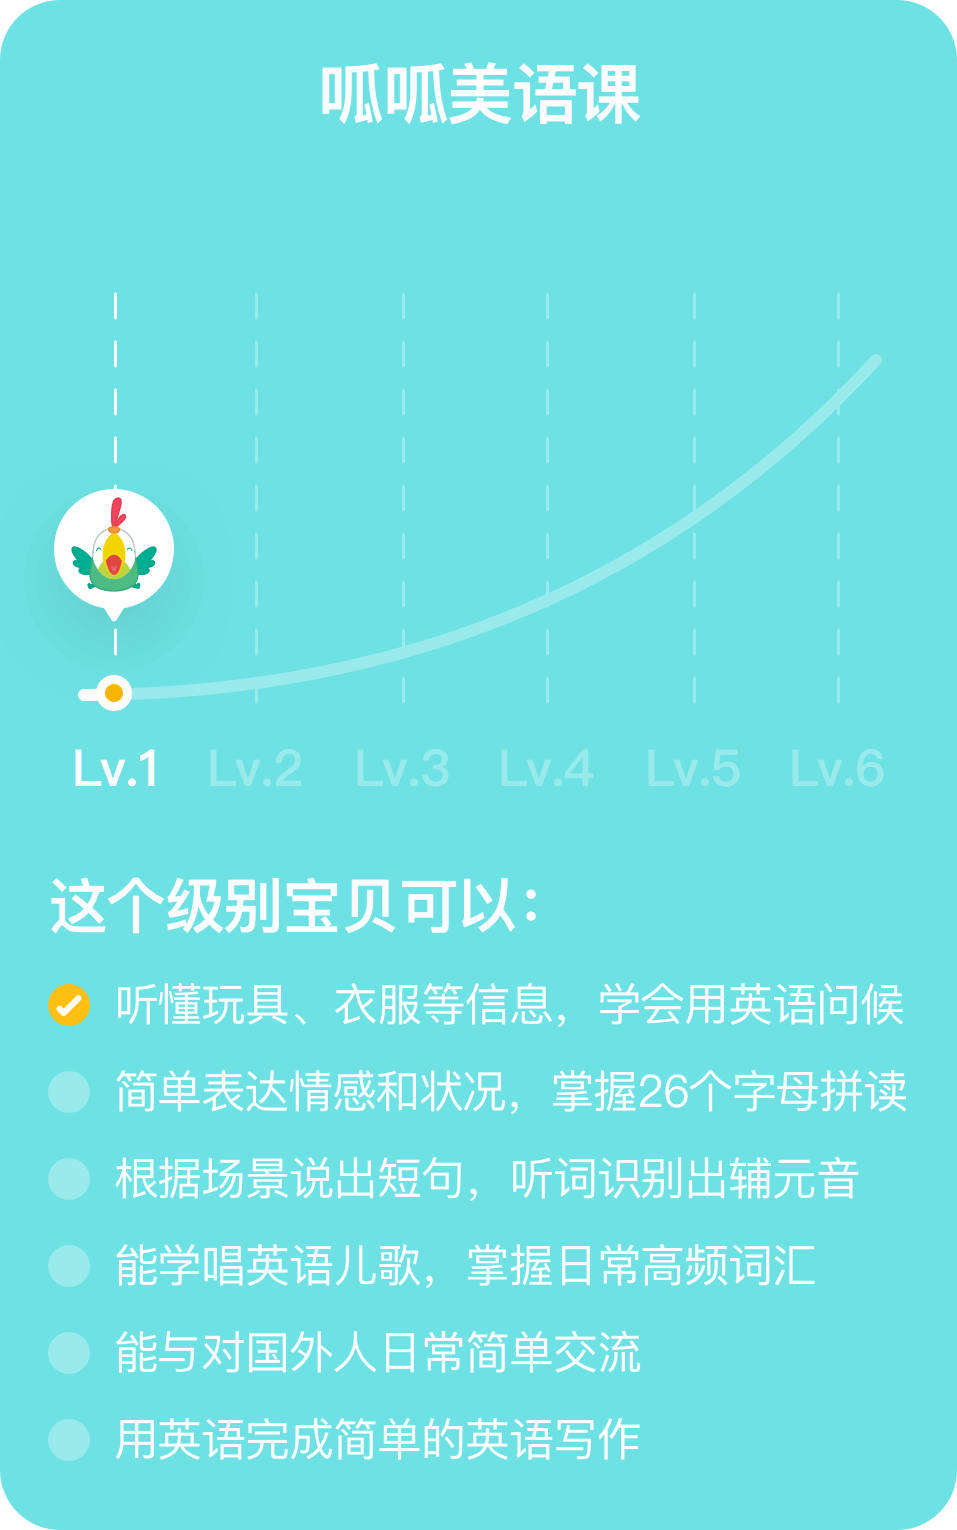 呱呱美语课
Lv.1 Lv.2 Lv.3 Lv.4 Lv.5 Lv.6
这个级别宝贝可以：
听懂玩具、衣服等信息，学会用英语问候
简单表达情感和状况，掌握26个字母拼读
根据场景说出短句，听词识别出辅元音
能学唱英语儿歌，掌握日常高频词汇
能与对国外人日常简单交流
用英语完成简单的英语写作